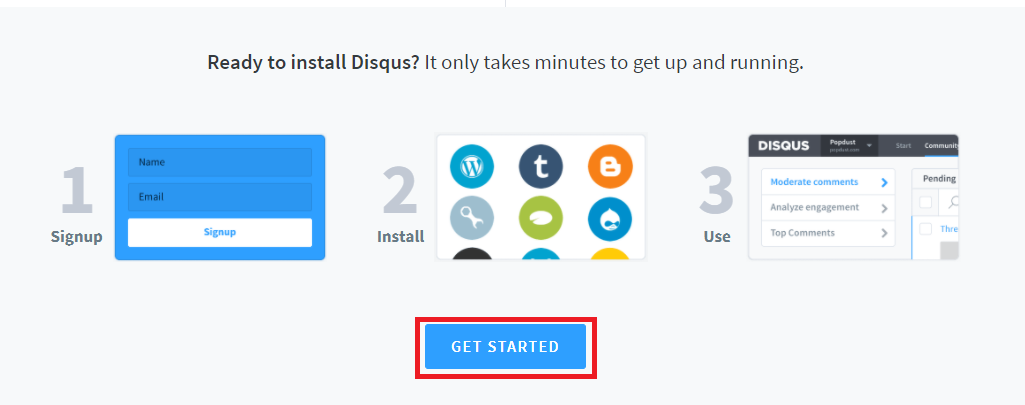 Ready to install Disqus? It only takes minutes to get up and running.
1
Signup
Name
Email
Signup
2
Install
3
Use
DISQUS
Popdust
popdust.com
Start
Community
Moderate comments
Analyze engagement
Top Comments
Pending
Thre
GET STARTED